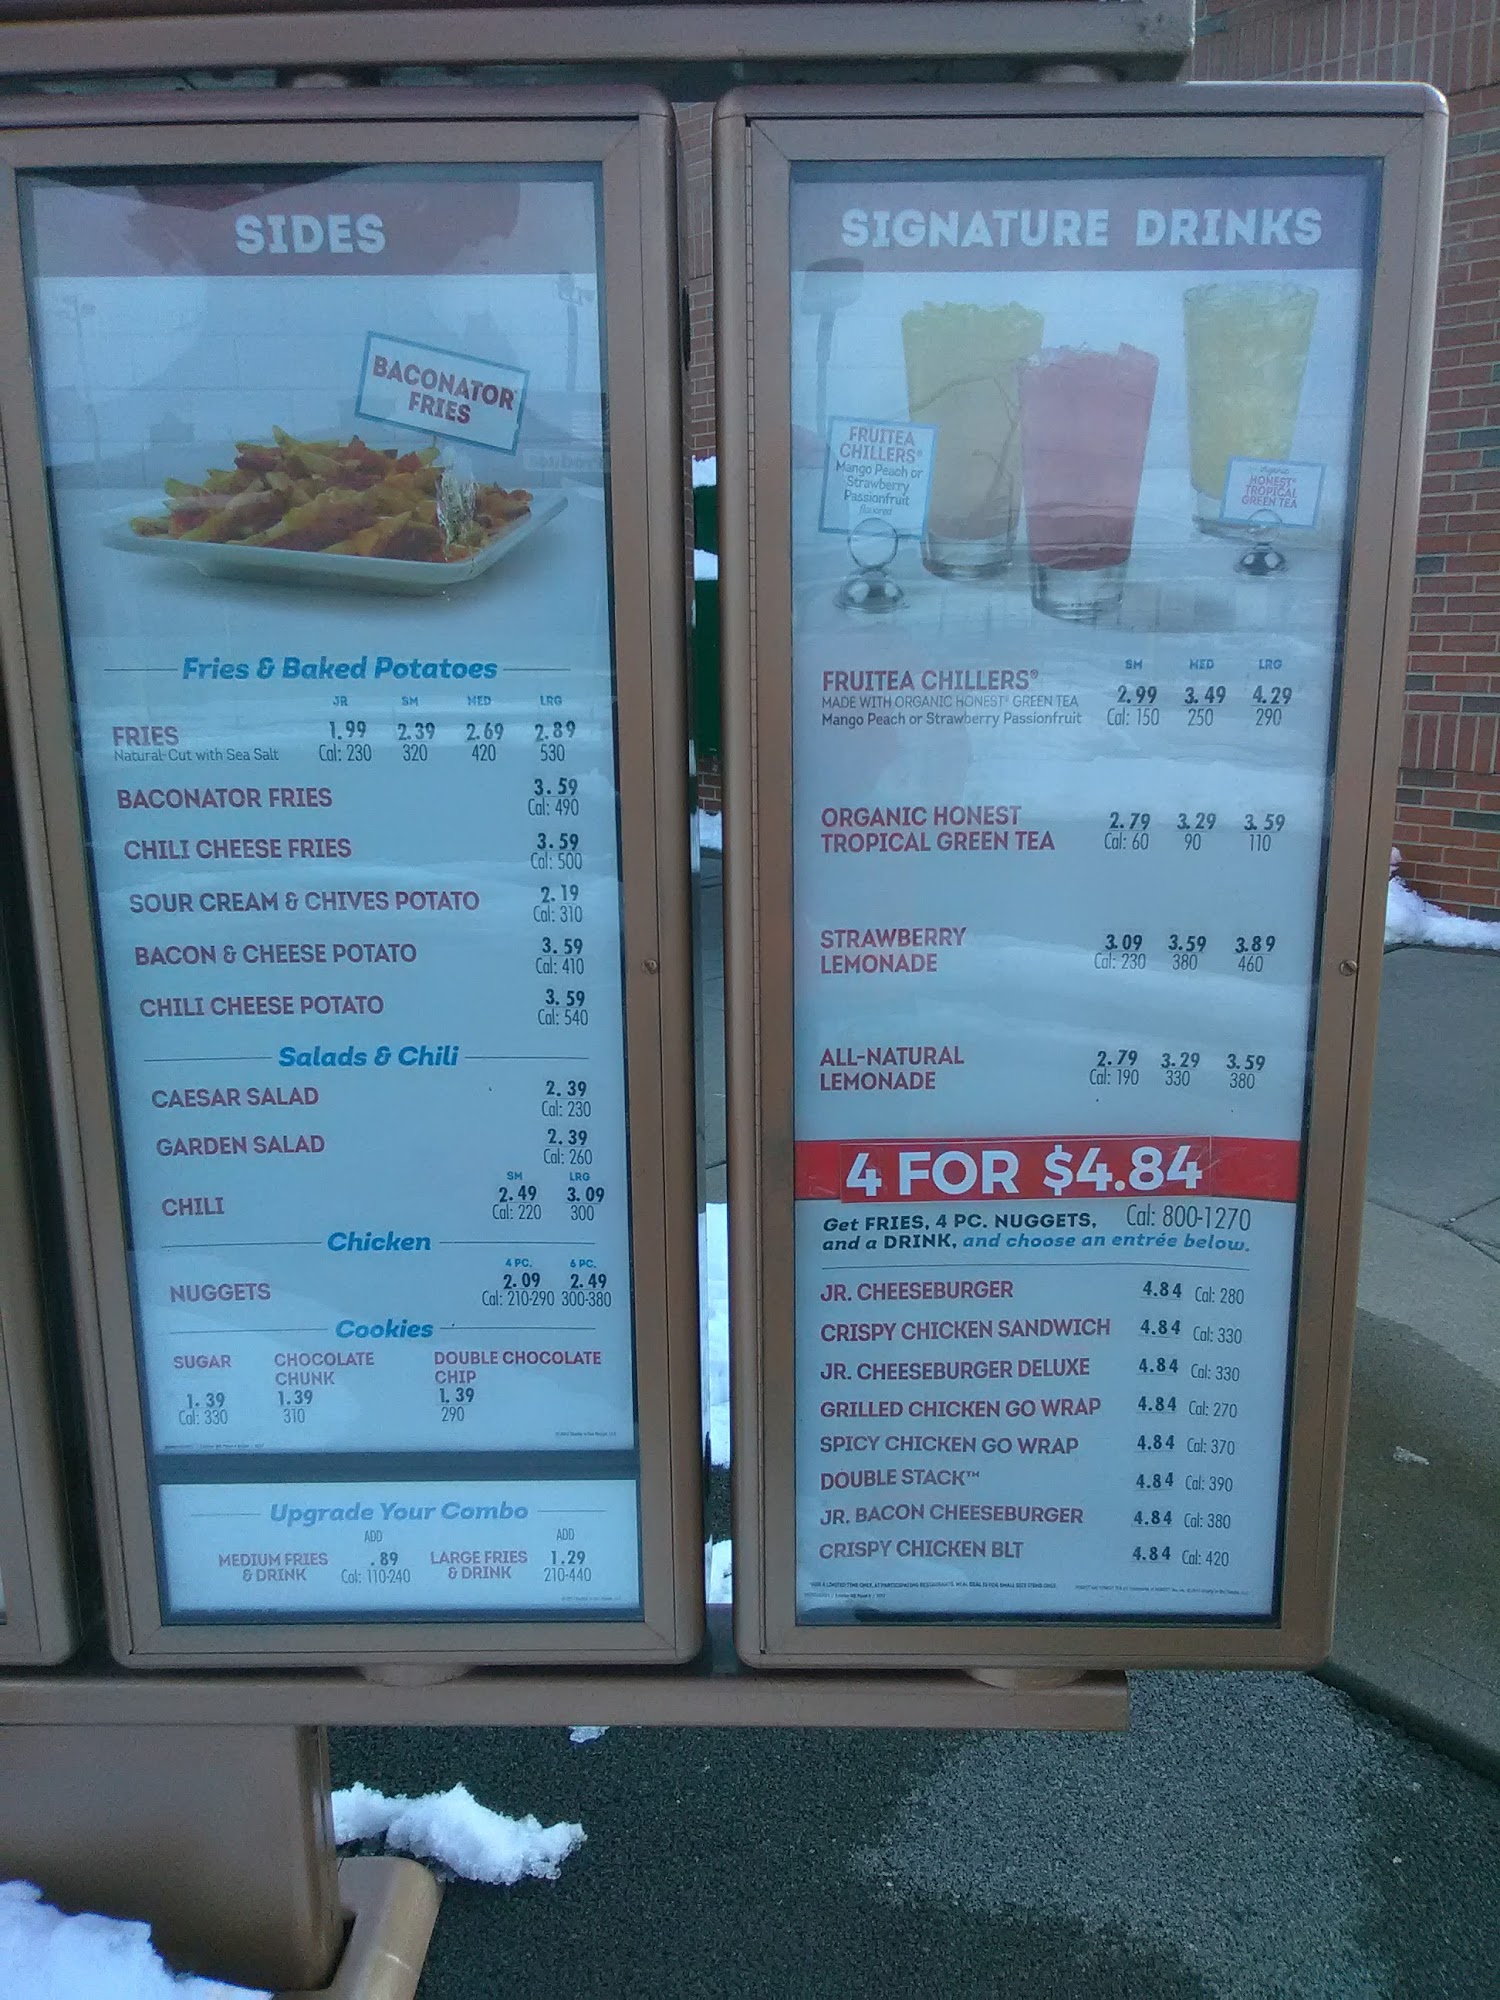 SIDES
BACONATOR
FRIES
Fries & Baked Potatoes
JR SM MED LRG
FRIES 1.99 2.39 2.69 2.89
Natural-Cut with Sea Salt Cal: 230 320 420 530
BACONATOR FRIES 3.59
Cal: 490
CHILI CHEESE FRIES 3.59
Cal: 500
SOUR CREAM & CHIVES POTATO 2.19
Cal: 310
BACON & CHEESE POTATO 3.59
Cal: 410
CHILI CHEESE POTATO 3.59
Cal: 540
Salads & Chili
CAESAR SALAD 2.39
Cal: 230
GARDEN SALAD 2.39
Cal: 260
SM LRG
CHILI 2.49 3.09
Cal: 220 300
Chicken
4 PC. 6 PC.
NUGGETS 2.09 2.49
Cal: 210-290 300-380
Cookies
SUGAR CHOCOLATE DOUBLE CHOCOLATE
CHUNK CHIP
1.39 1.39 1.39
Cal: 330 310 290
Upgrade Your Combo
ADD ADD
MEDIUM FRIES .89 LARGE FRIES 1.29
& DRINK Cal: 110-240 & DRINK 210-440
SIGNATURE DRINKS
FRUITEA
CHILLERS®
Mango Peach or
Strawberry
Passionfruit
flavored
Organic
HONEST®
TROPICAL
GREEN TEA
SM MED LRG
FRUITEA CHILLERS® 2.99 3.49 4.29
MADE WITH ORGANIC HONEST® GREEN TEA
Mango Peach or Strawberry Passionfruit Cal: 150 250 290
ORGANIC HONEST 2.79 3.29 3.59
TROPICAL GREEN TEA Cal: 60 90 110
STRAWBERRY 3.09 3.59 3.89
LEMONADE Cal: 230 380 460
ALL-NATURAL 2.79 3.29 3.59
LEMONADE Cal: 190 330 380
4 FOR $4.84
Get FRIES, 4 PC. NUGGETS, Cal: 800-1270
and a DRINK, and choose an entrée below.
JR. CHEESEBURGER 4.84 Cal: 280
CRISPY CHICKEN SANDWICH 4.84 Cal: 330
JR. CHEESEBURGER DELUXE 4.84 Cal: 330
GRILLED CHICKEN GO WRAP 4.84 Cal: 270
SPICY CHICKEN GO WRAP 4.84 Cal: 370
DOUBLE STACK™ 4.84 Cal: 390
JR. BACON CHEESEBURGER 4.84 Cal: 380
CRISPY CHICKEN BLT 4.84 Cal: 420